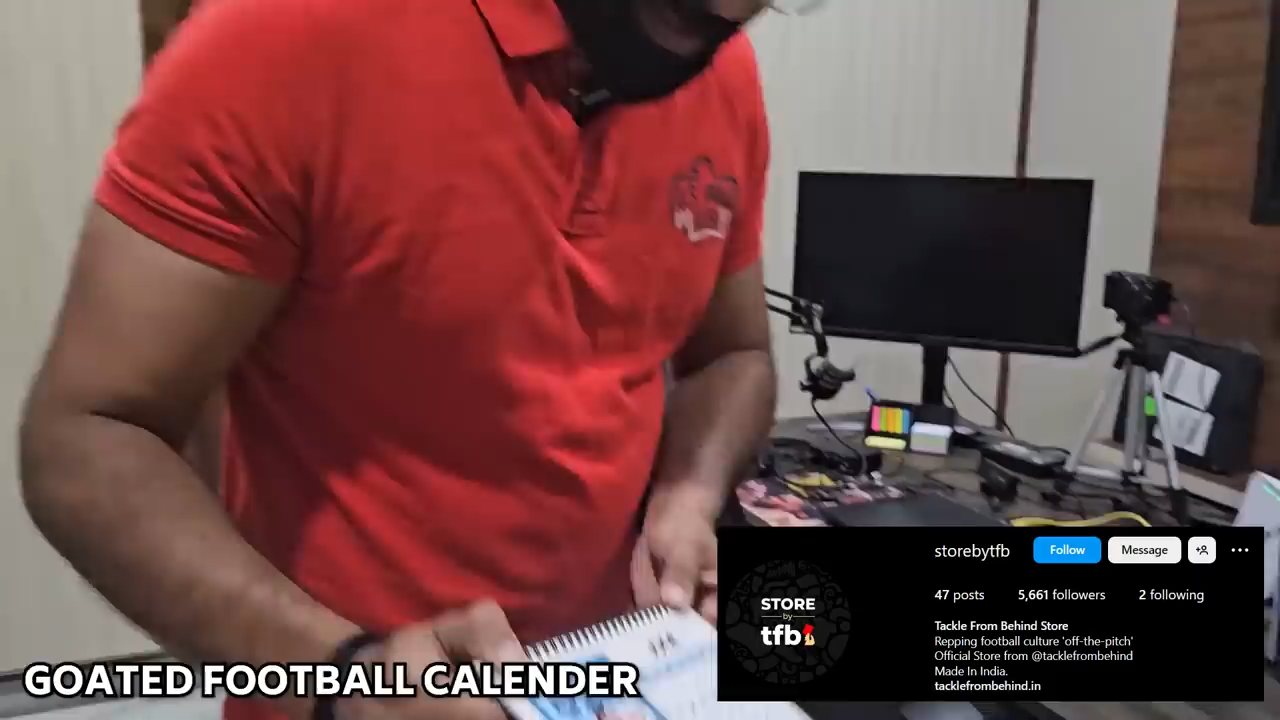 storebytfb
Follow
Message
47 posts
5,661 followers
2 following
STORE
by
tfb
Tackle From Behind Store
Repping football culture 'off-the-pitch'
Official Store from @tacklefrombehind
Made In India.
tacklefrombehind.in
GOATED FOOTBALL CALENDER